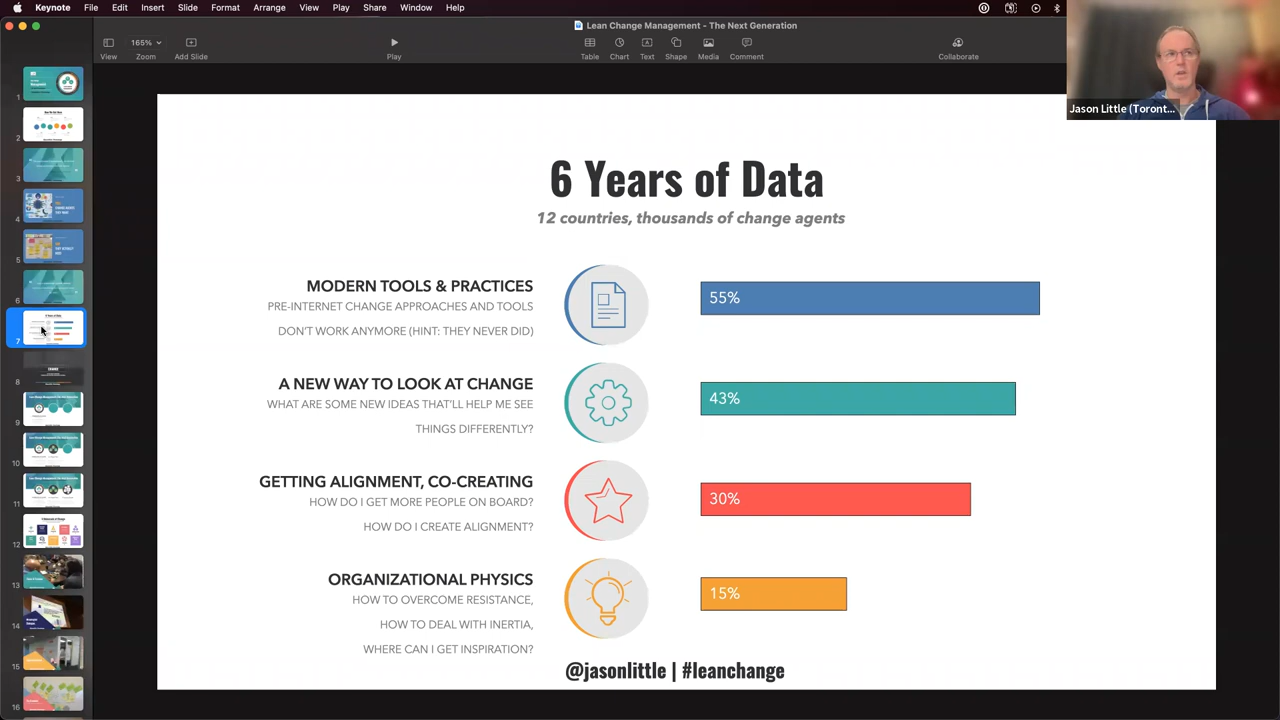 Keynote File Edit Insert Slide Format Arrange View Play Share Window Help
Lean Change Management - The Next Generation
165%
View Zoom Add Slide Play Table Chart Text Shape Media Comment Collaborate
Jason Little (Toront...
6 Years of Data
12 countries, thousands of change agents
MODERN TOOLS & PRACTICES
PRE-INTERNET CHANGE APPROACHES AND TOOLS
DON'T WORK ANYMORE (HINT: THEY NEVER DID)
55%
A NEW WAY TO LOOK AT CHANGE
WHAT ARE SOME NEW IDEAS THAT'LL HELP ME SEE
THINGS DIFFERENTLY?
43%
GETTING ALIGNMENT, CO-CREATING
HOW DO I GET MORE PEOPLE ON BOARD?
HOW DO I CREATE ALIGNMENT?
30%
ORGANIZATIONAL PHYSICS
HOW TO OVERCOME RESISTANCE,
HOW TO DEAL WITH INERTIA,
WHERE CAN I GET INSPIRATION?
15%
@jasonlittle | #leanchange
1
2
3
4
5
6
7
8
9
10
11
12
13
14
15
16